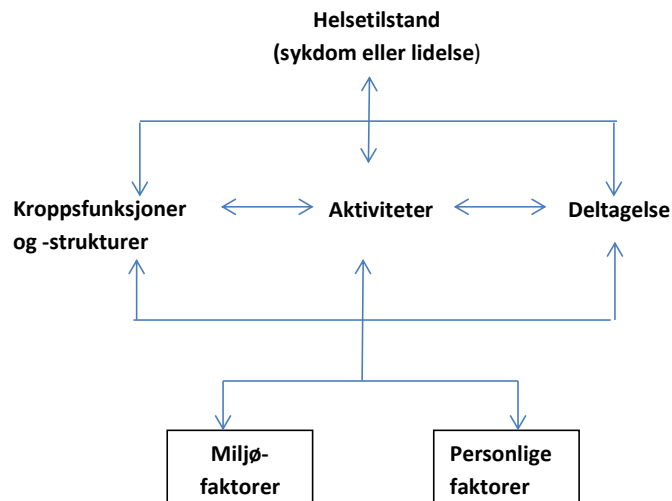 Helsetilstand
(sykdom eller lidelse)
Kroppsfunksjoner
og -strukturer
Aktiviteter
Deltagelse
Miljø-
faktorer
Personlige
faktorer